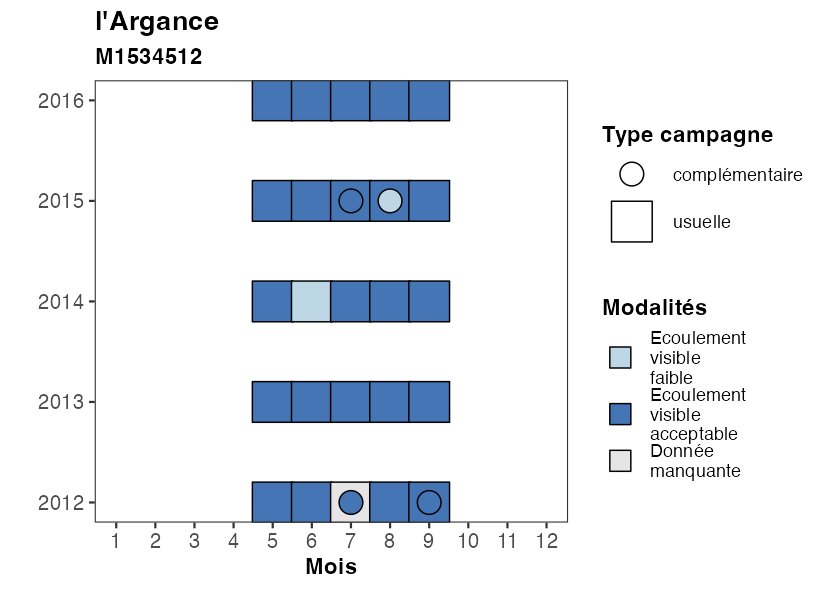 l'Argance
M1534512
2016
2015
2014
2013
2012
1 2 3 4 5 6 7 8 9 10 11 12
Mois
Type campagne
complémentaire
usuelle
Modalités
Ecoulement
visible
faible
Ecoulement
visible
acceptable
Donnée
manquante